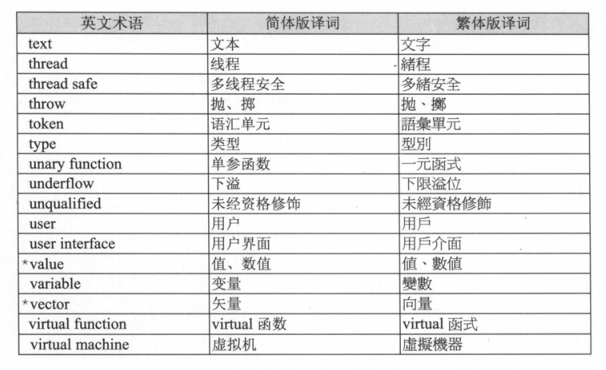 英文术语 简体版译词 繁体版译词
text 文本 文字
thread 线程 緒程
thread safe 多线程安全 多緒安全
throw 抛、掷 拋、擲
token 语汇单元 語彙單元
type 类型 型別
unary function 单参函数 一元函式
underflow 下溢 下限溢位
unqualified 未经资格修饰 未經資格修飾
user 用户 用戶
user interface 用户界面 用戶介面
*value 值、数值 值、數值
variable 变量 變數
*vector 矢量 向量
virtual function virtual 函数 virtual 函式
virtual machine 虚拟机 虛擬機器